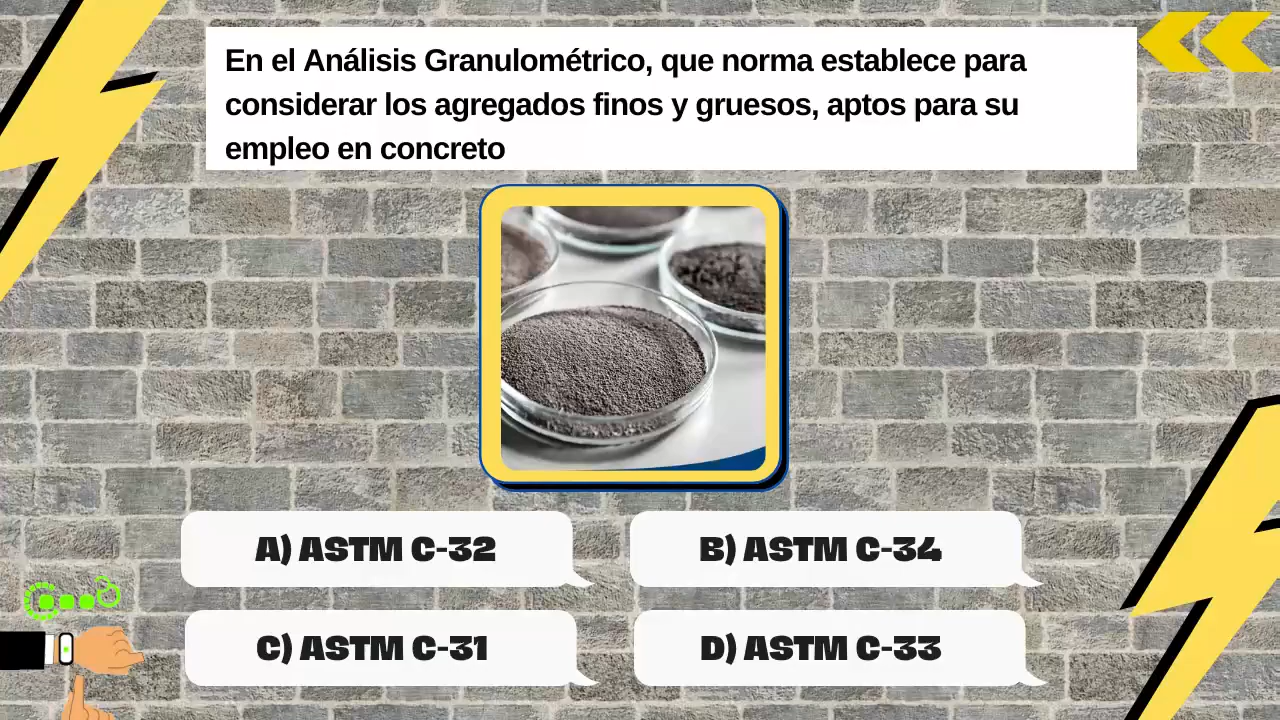 En el Análisis Granulométrico, que norma establece para
considerar los agregados finos y gruesos, aptos para su
empleo en concreto
A) ASTM C-32
B) ASTM C-34
C) ASTM C-31
D) ASTM C-33